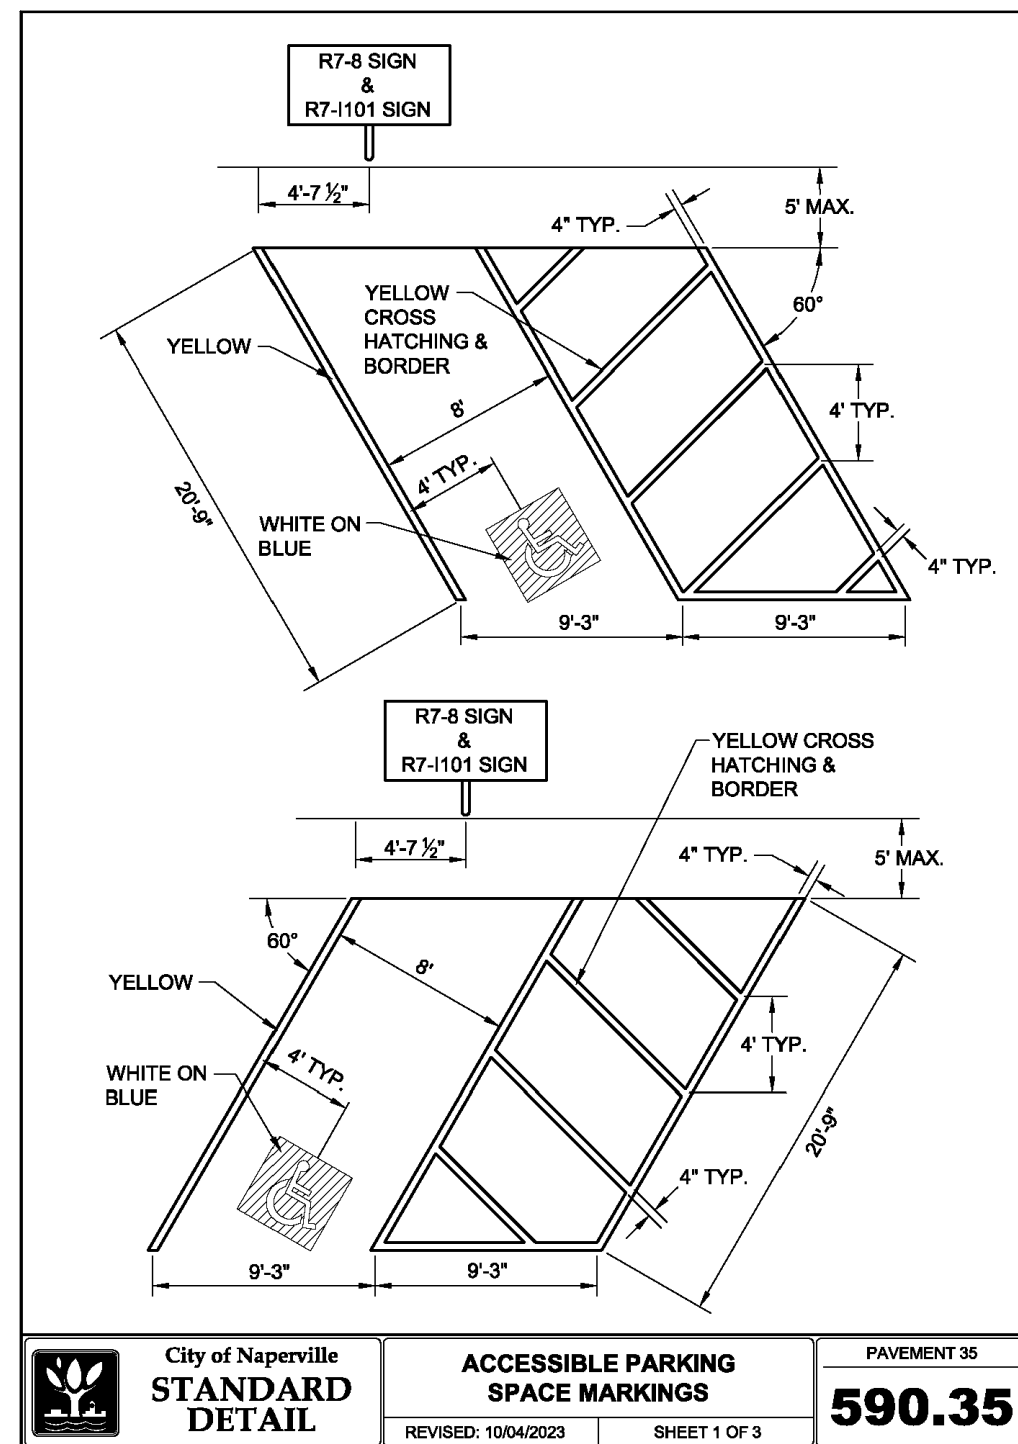 R7-8 SIGN
&
R7-I101 SIGN
4'-7 ½"
5' MAX.
4" TYP.
60°
YELLOW
CROSS
HATCHING &
BORDER
YELLOW
8'
4' TYP.
4' TYP.
20'-9"
WHITE ON
BLUE
4" TYP.
9'-3"
9'-3"
R7-8 SIGN
&
R7-I101 SIGN
YELLOW CROSS
HATCHING &
BORDER
4'-7 ½"
4" TYP.
5' MAX.
60°
8'
YELLOW
4' TYP.
4' TYP.
WHITE ON
BLUE
20'-9"
4" TYP.
9'-3"
9'-3"
City of Naperville
STANDARD
DETAIL
ACCESSIBLE PARKING
SPACE MARKINGS
REVISED: 10/04/2023
SHEET 1 OF 3
PAVEMENT 35
590.35